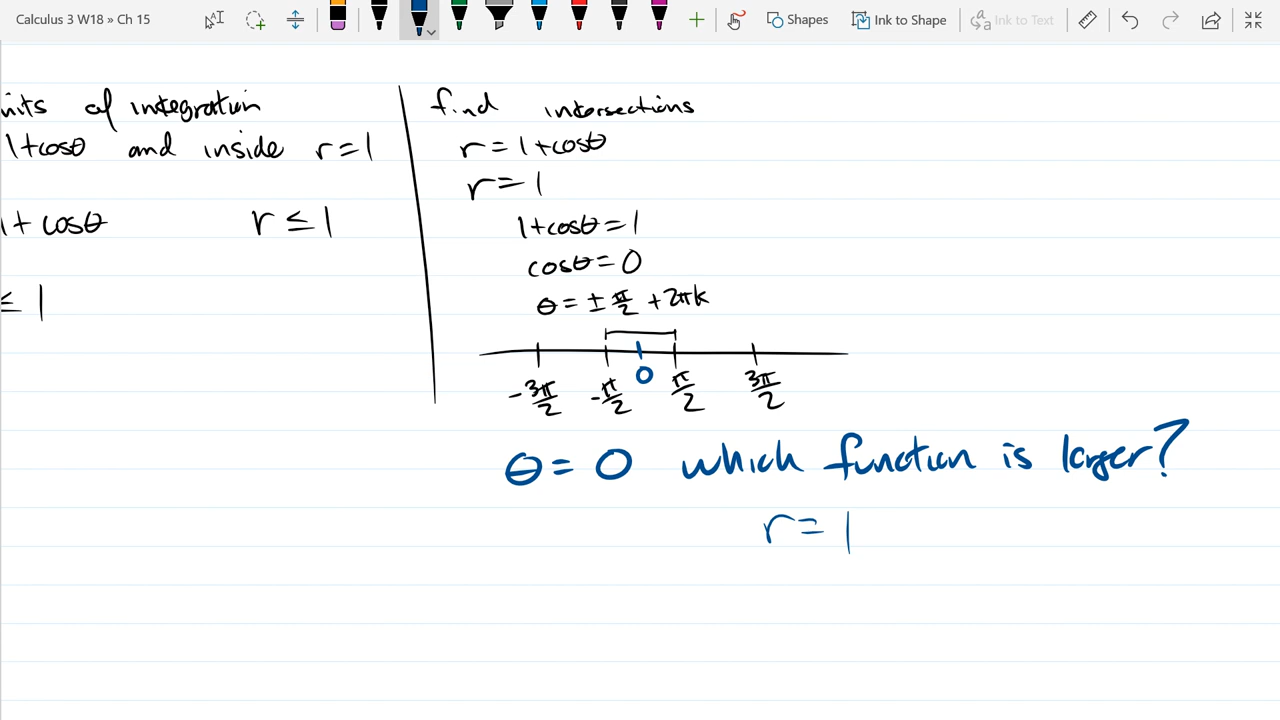 Calculus 3 W18 » Ch 15
Shapes
Ink to Shape
Ink to Text
of integration
1+cosθ and inside r=1
1+ cosθ r ≤ 1
≤ 1
find intersections
r = 1+cosθ
r = 1
1+cosθ = 1
cosθ = 0
θ = ± π/2 + 2πk
-3π/2 -π/2 0 π/2 3π/2
θ = 0 which function is larger?
r = 1